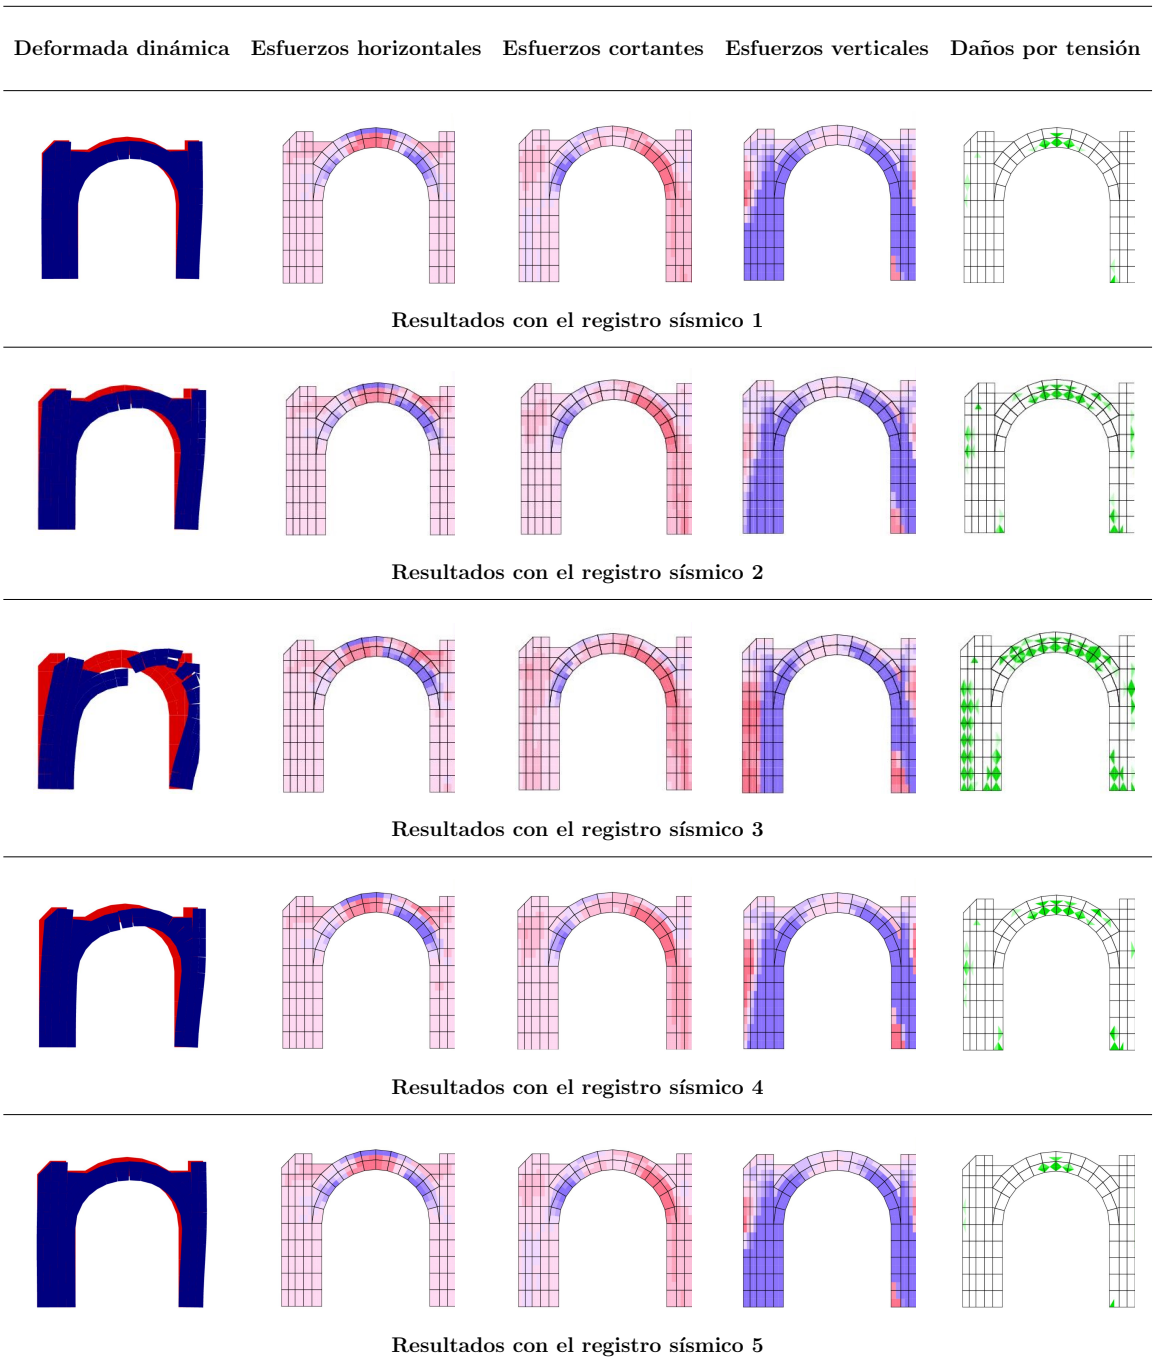 Deformada dinámica Esfuerzos horizontales Esfuerzos cortantes Esfuerzos verticales Daños por tensión
Resultados con el registro sísmico 1
Resultados con el registro sísmico 2
Resultados con el registro sísmico 3
Resultados con el registro sísmico 4
Resultados con el registro sísmico 5